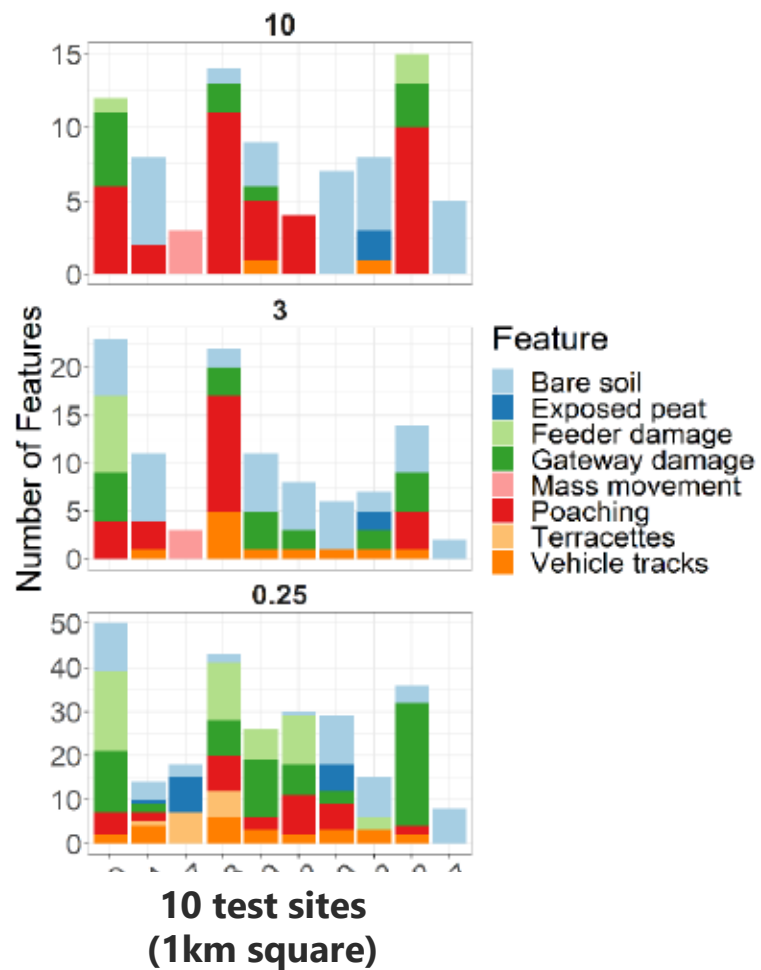 10
15
10
5
0
3
20
15
10
5
0
0.25
50
40
30
20
10
0
Number of Features
Feature
Bare soil
Exposed peat
Feeder damage
Gateway damage
Mass movement
Poaching
Terracettes
Vehicle tracks
10 test sites
(1km square)